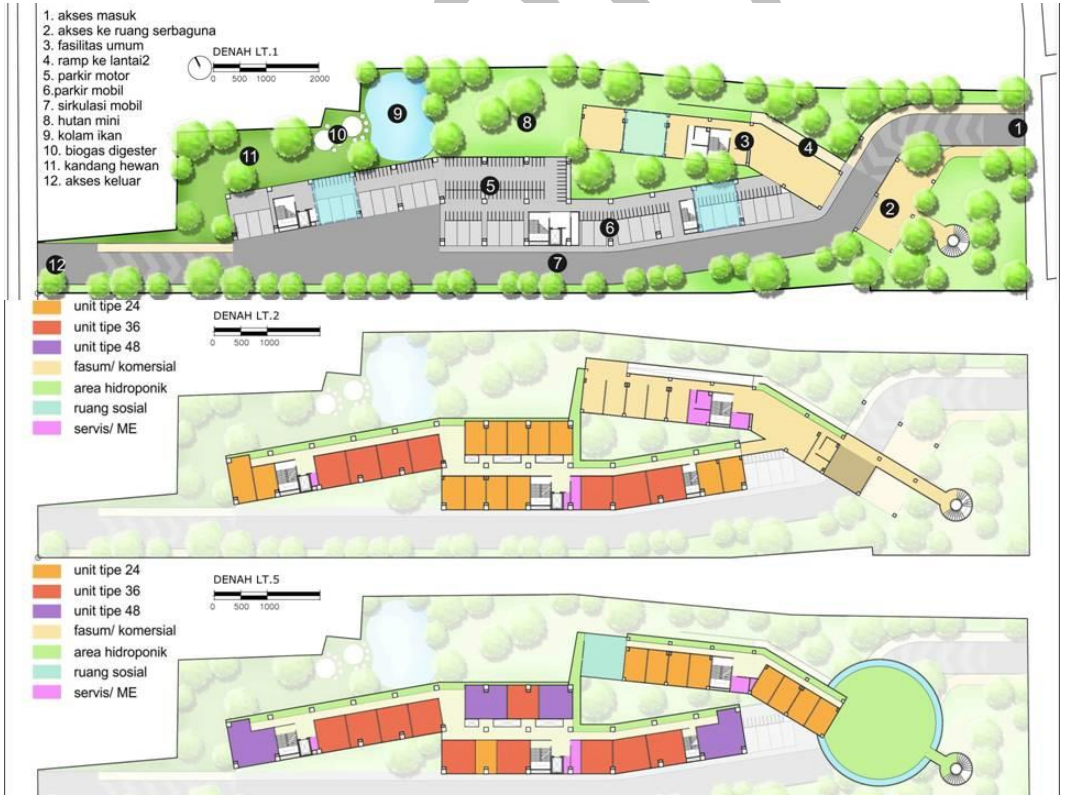 1. akses masuk
2. akses ke ruang serbaguna
3. fasilitas umum
4. ramp ke lantai2
5. parkir motor
6.parkir mobil
7. sirkulasi mobil
8. hutan mini
9. kolam ikan
10. biogas digester
11. kandang hewan
12. akses keluar
DENAH LT.1
0 500 1000 2000
1
2
3
4
5
6
7
8
9
10
11
12
unit tipe 24
unit tipe 36
unit tipe 48
fasum/ komersial
area hidroponik
ruang sosial
servis/ ME
DENAH LT.2
0 500 1000
unit tipe 24
unit tipe 36
unit tipe 48
fasum/ komersial
area hidroponik
ruang sosial
servis/ ME
DENAH LT.5
0 500 1000